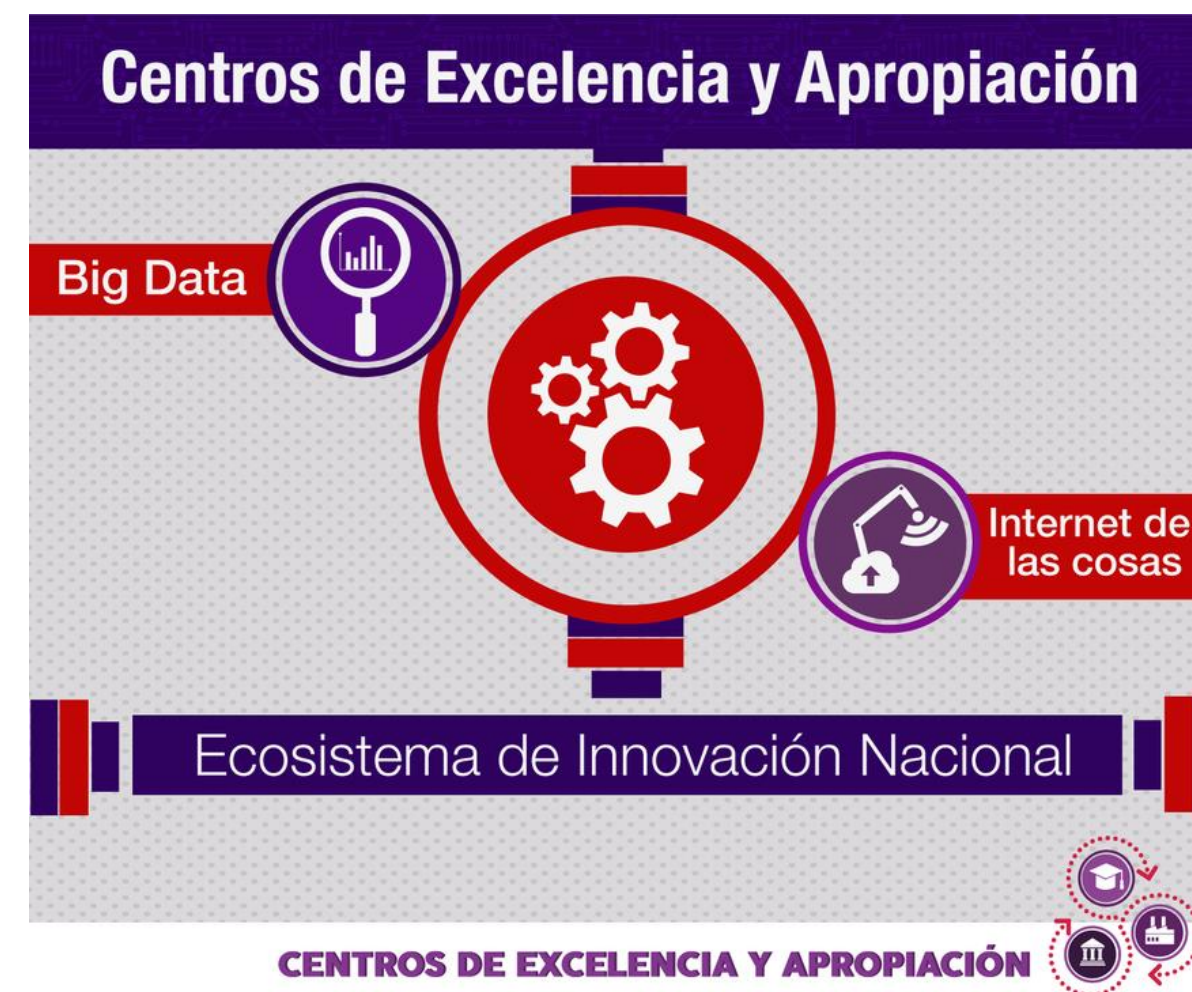 Centros de Excelencia y Apropiación
Big Data
Internet de
las cosas
Ecosistema de Innovación Nacional
CENTROS DE EXCELENCIA Y APROPIACIÓN